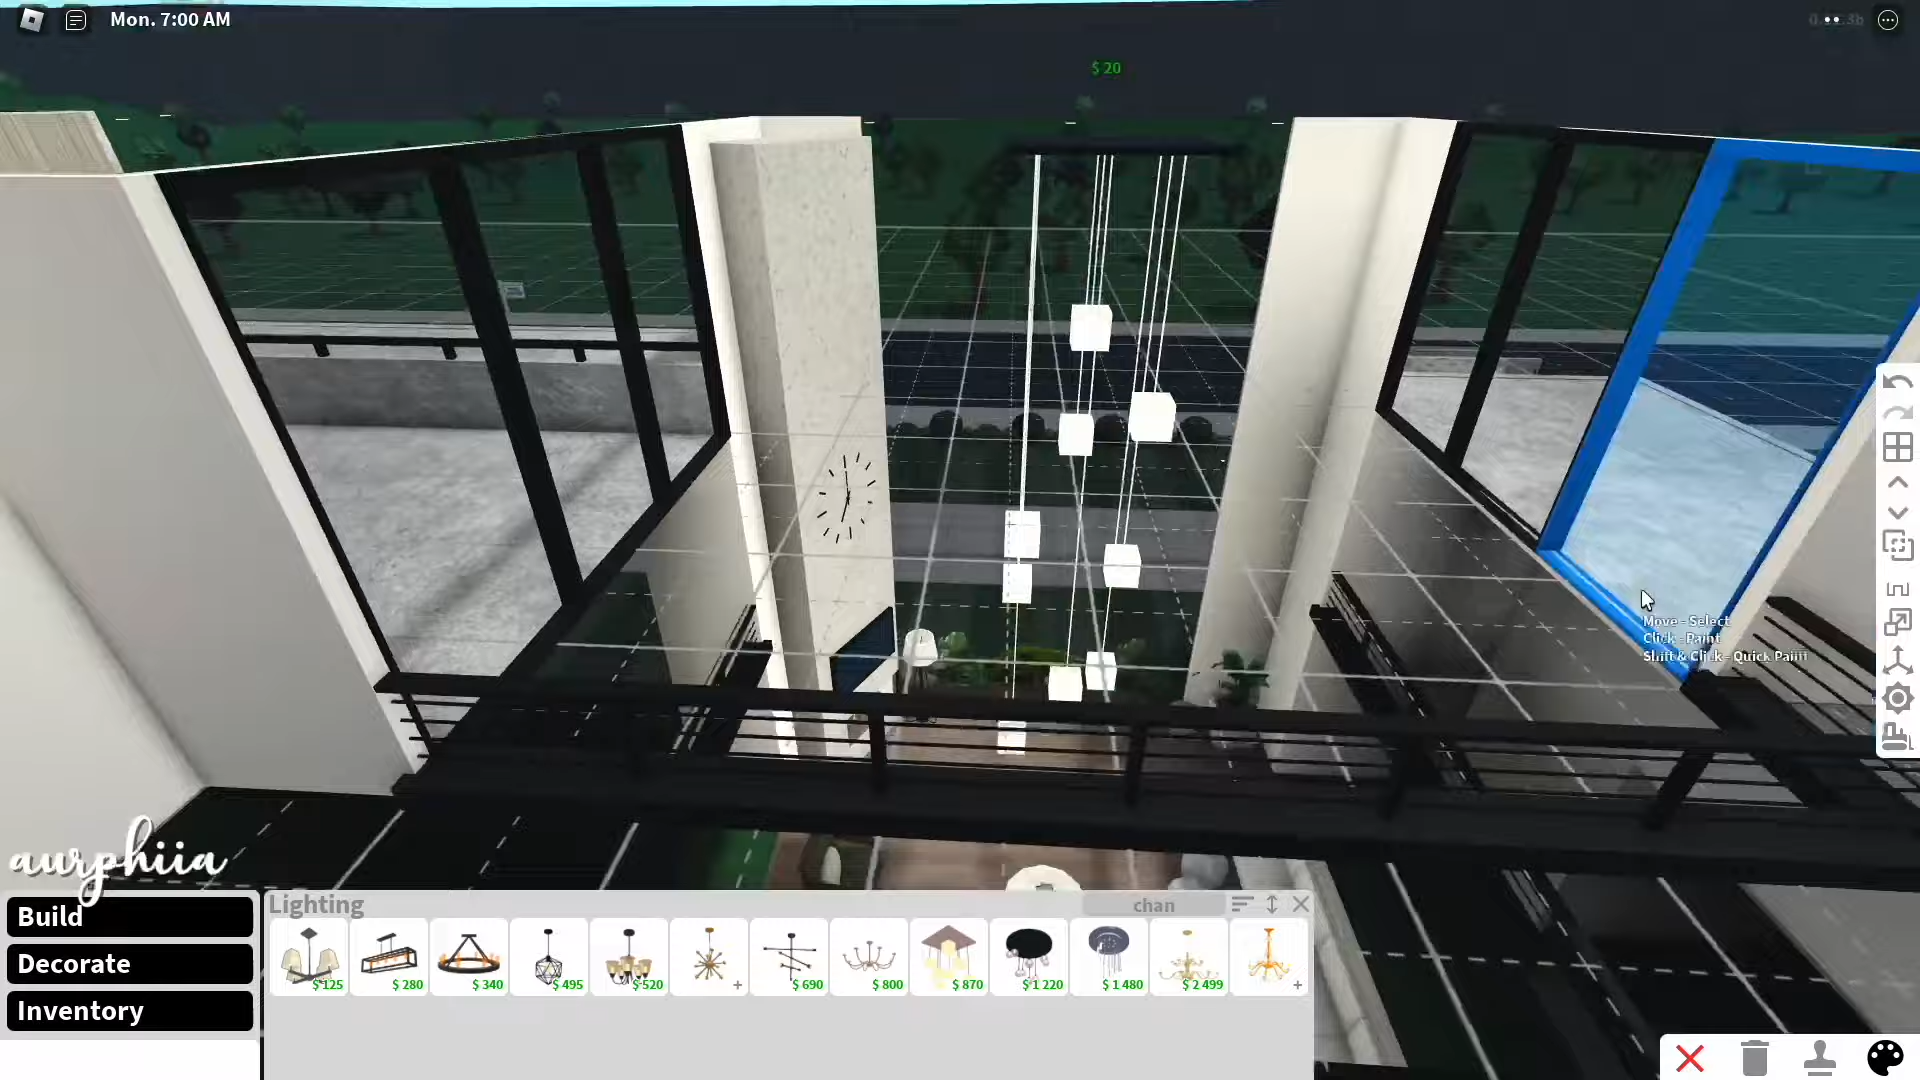 Mon. 7:00 AM
$ 20
Move - Select
Click - Paint
Shift & Click - Quick Paint
aurphiia
Build
Decorate
Inventory
Lighting
chan
$ 125
$ 280
$ 340
$ 495
$ 520
+
$ 690
$ 800
$ 870
$ 1 220
$ 1 480
$ 2 499
+